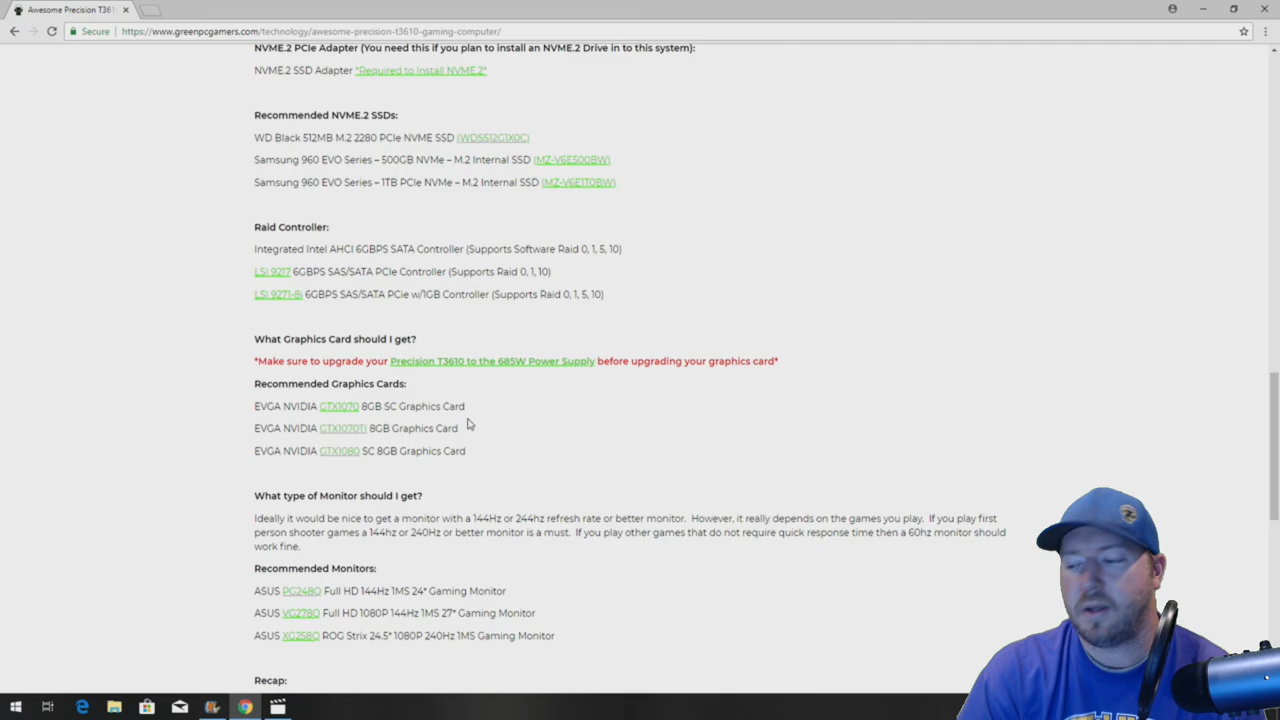 Awesome Precision T361
Secure
https://www.greenpcgamers.com/technology/awesome-precision-t3610-gaming-computer/
NVME.2 PCIe Adapter (You need this if you plan to install an NVME.2 Drive in to this system):
NVME.2 SSD Adapter *Required to Install NVME.2*
Recommended NVME.2 SSDs:
WD Black 512MB M.2 2280 PCIe NVME SSD (WDS512G1X0C)
Samsung 960 EVO Series – 500GB NVMe – M.2 Internal SSD (MZ-V6E500BW)
Samsung 960 EVO Series – 1TB PCIe NVMe – M.2 Internal SSD (MZ-V6E1T0BW)
Raid Controller:
Integrated Intel AHCI 6GBPS SATA Controller (Supports Software Raid 0, 1, 5, 10)
LSI 9217 6GBPS SAS/SATA PCIe Controller (Supports Raid 0, 1, 10)
LSI 9271-8i 6GBPS SAS/SATA PCIe w/1GB Controller (Supports Raid 0, 1, 5, 10)
What Graphics Card should I get?
*Make sure to upgrade your Precision T3610 to the 685W Power Supply before upgrading your graphics card*
Recommended Graphics Cards:
EVGA NVIDIA GTX1070 8GB SC Graphics Card
EVGA NVIDIA GTX1070TI 8GB Graphics Card
EVGA NVIDIA GTX1080 SC 8GB Graphics Card
What type of Monitor should I get?
Ideally it would be nice to get a monitor with a 144Hz or 244hz refresh rate or better monitor. However, it really depends on the games you play. If you play first
person shooter games a 144hz or 240Hz or better monitor is a must. If you play other games that do not require quick response time then a 60hz monitor should
work fine.
Recommended Monitors:
ASUS PG248Q Full HD 144Hz 1MS 24" Gaming Monitor
ASUS VG278Q Full HD 1080P 144Hz 1MS 27" Gaming Monitor
ASUS XG258Q ROG Strix 24.5" 1080P 240Hz 1MS Gaming Monitor
Recap: